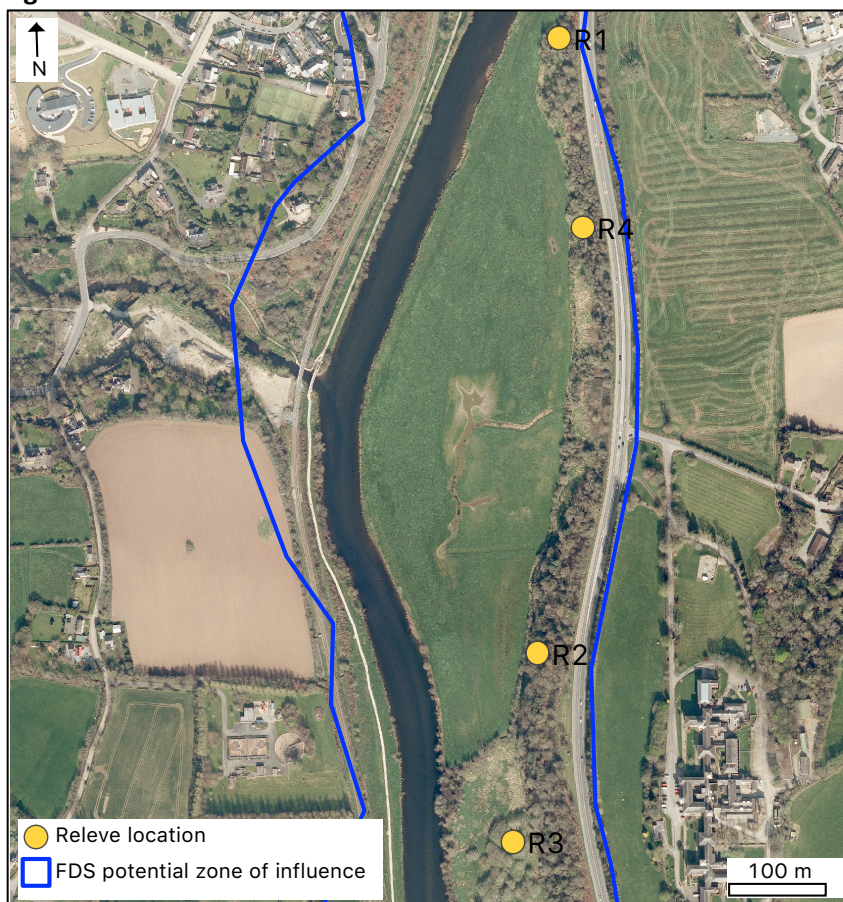 N
R1
R4
R2
R3
Releve location
FDS potential zone of influence
100 m